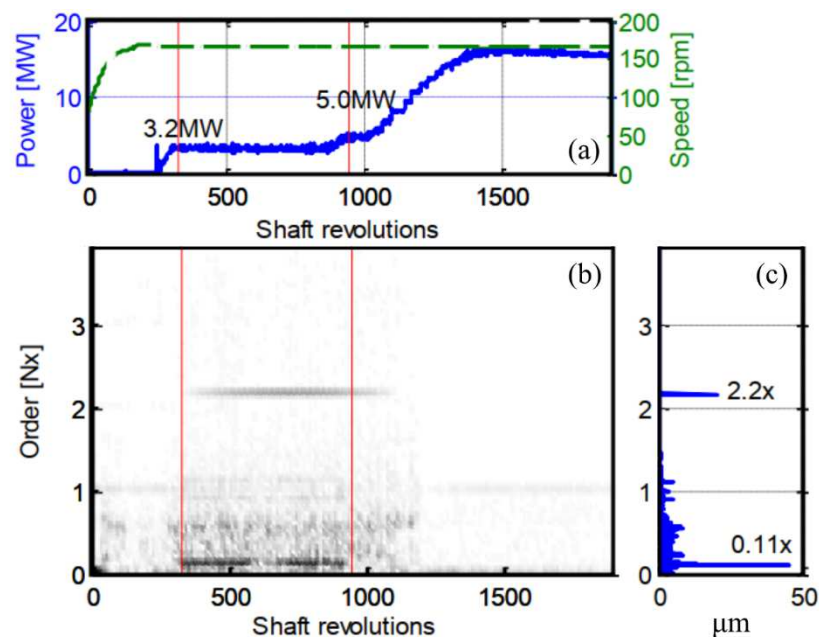 Power [MW]
20
10
0
200
150
100
50
0
Speed [rpm]
3.2MW
5.0MW
(a)
0 500 1000 1500
Shaft revolutions
Order [Nx]
3
2
1
0
(b)
0 500 1000 1500
Shaft revolutions
3
2
1
0
(c)
2.2x
0.11x
0 50
μm